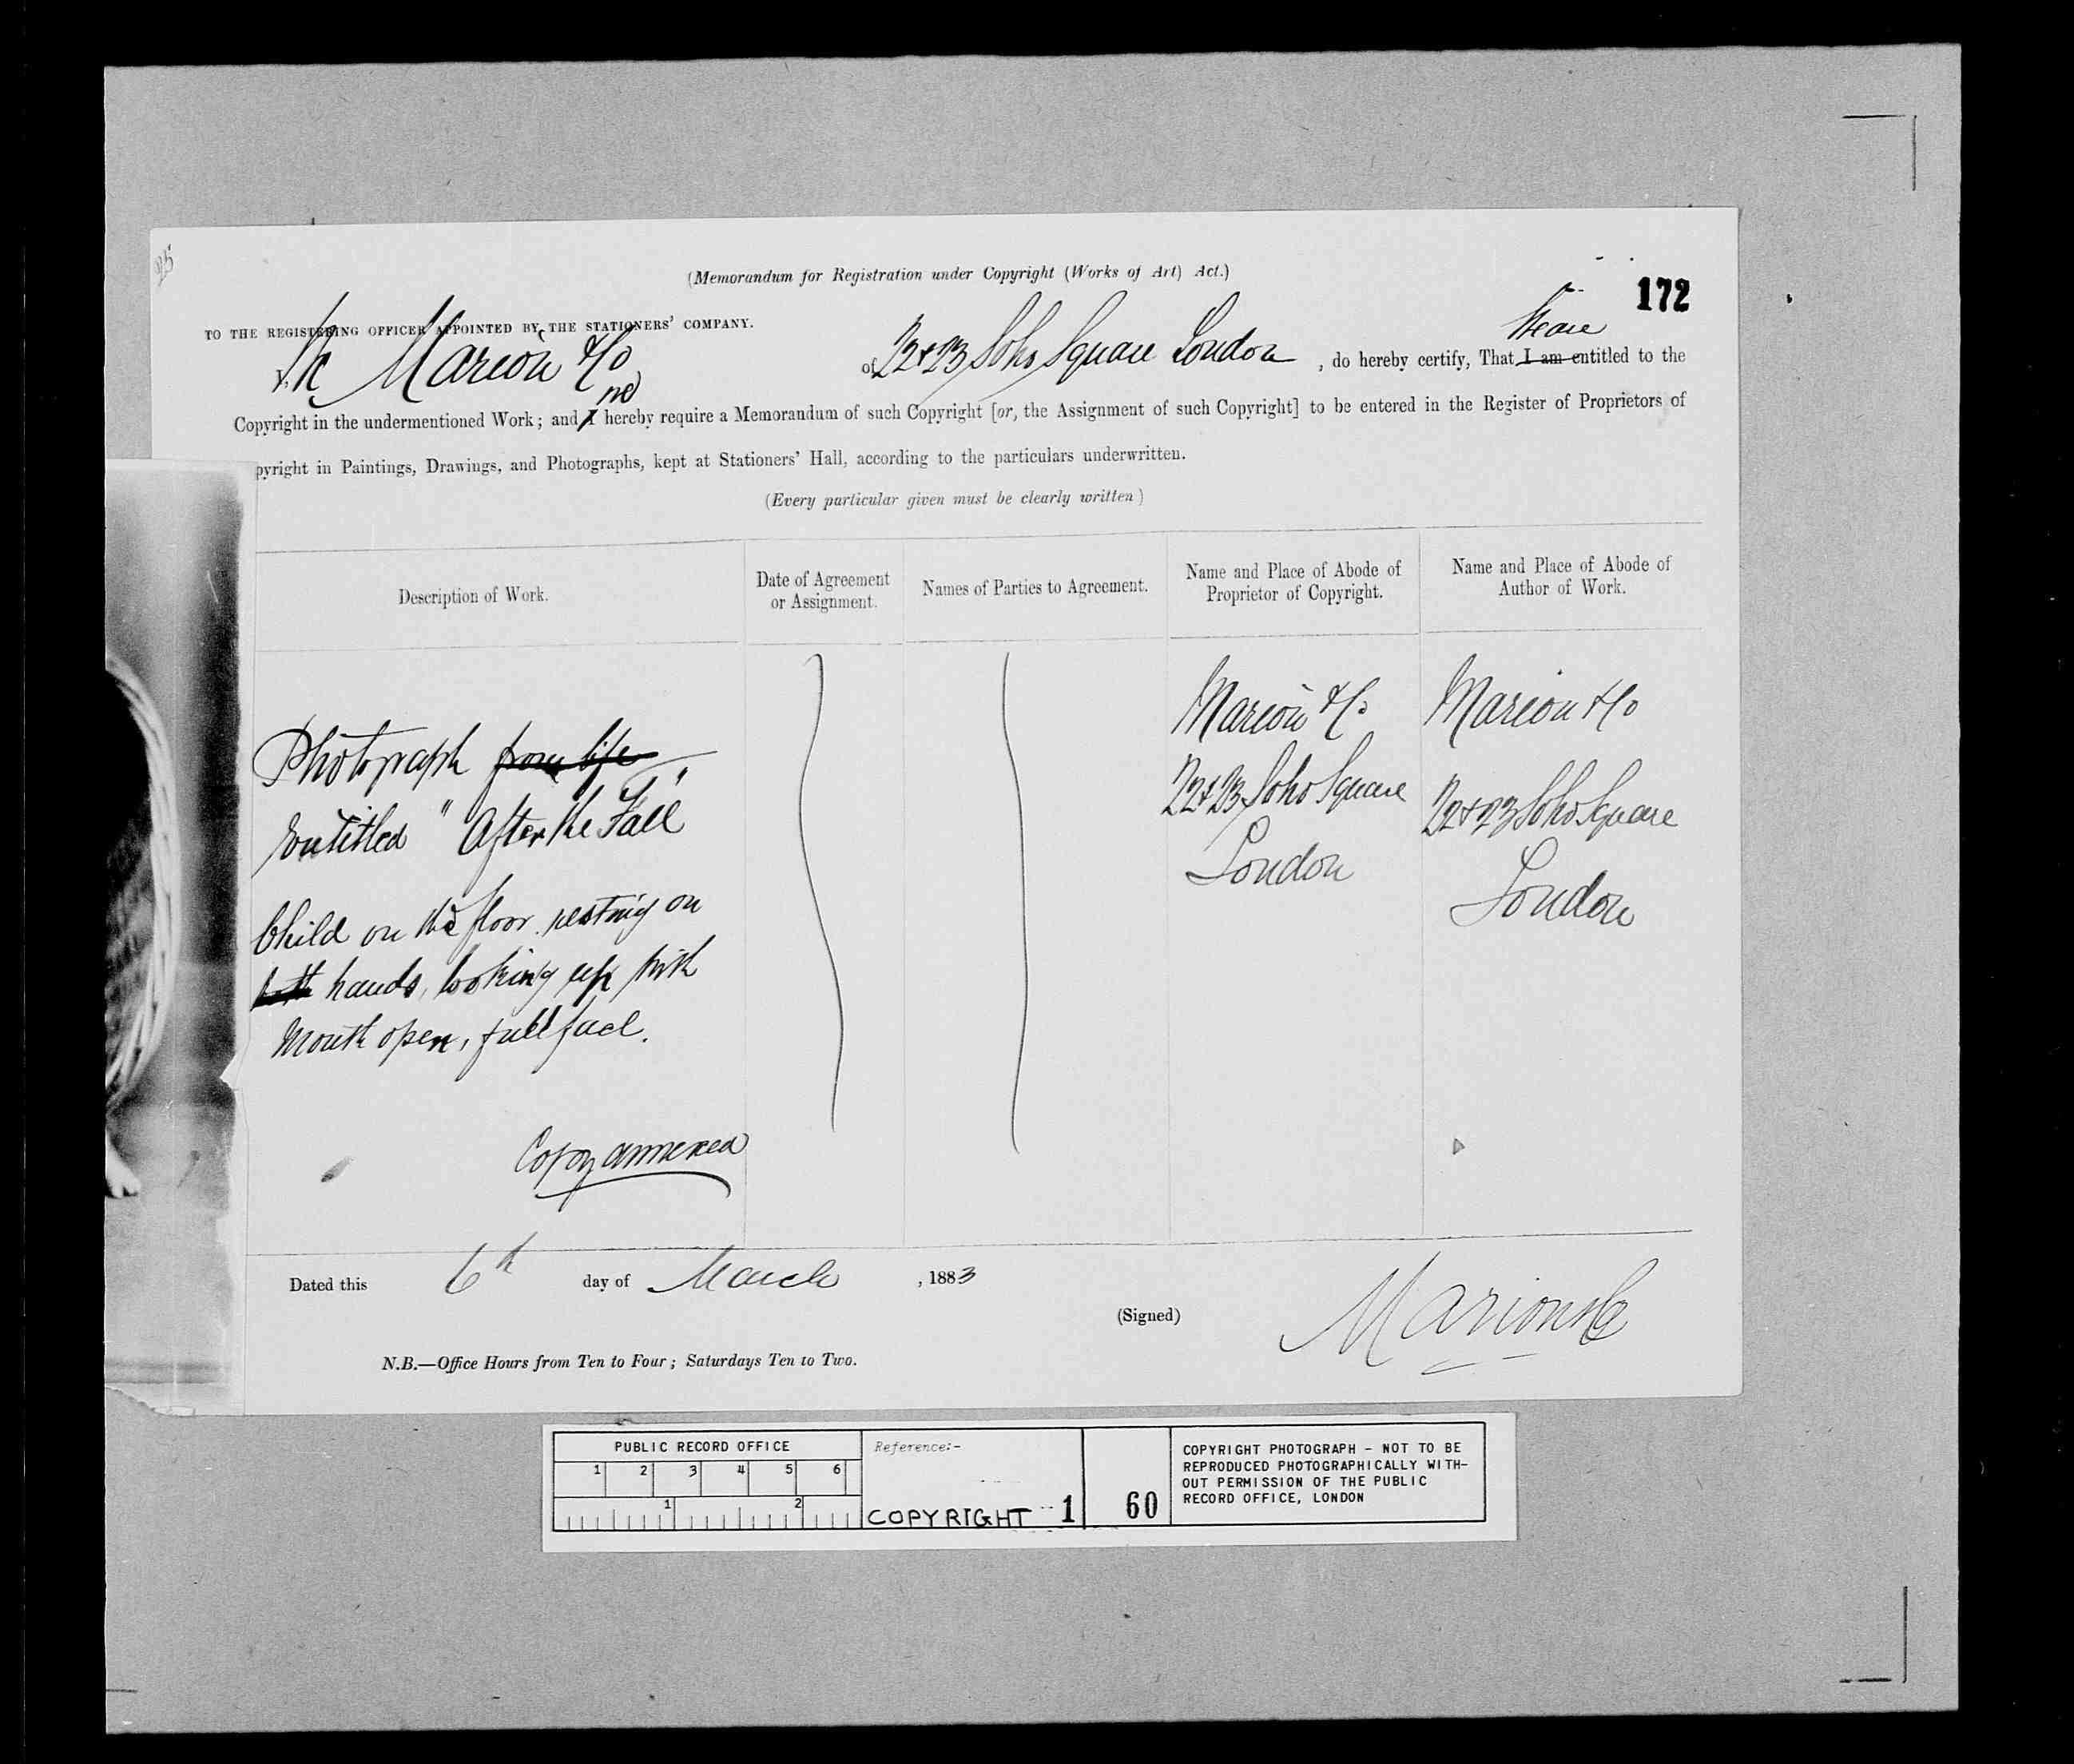 25
(Memorandum for Registration under Copyright (Works of Art) Act.)
172
TO THE REGISTERING OFFICER APPOINTED BY THE STATIONERS' COMPANY.
We are
We Marion & Co of 22 & 23 Soho Square London, do hereby certify, That I am entitled to the
we
Copyright in the undermentioned Work; and I hereby require a Memorandum of such Copyright [or, the Assignment of such Copyright] to be entered in the Register of Proprietors of
pyright in Paintings, Drawings, and Photographs, kept at Stationers' Hall, according to the particulars underwritten.
(Every particular given must be clearly written)
Description of Work.
Date of Agreement
or Assignment.
Names of Parties to Agreement.
Name and Place of Abode of
Proprietor of Copyright.
Name and Place of Abode of
Author of Work.
Photograph from life
Entitled "After the Fall"
Child on the floor resting on
both hands, looking up with
mouth open, full face.
Copy annexed
Marion & Co
22 & 23 Soho Square
London
Marion & Co
22 & 23 Soho Square
London
Dated this 6th day of March, 1883
(Signed) Marion & Co
N.B.—Office Hours from Ten to Four; Saturdays Ten to Two.
PUBLIC RECORD OFFICE
1 2 3 4 5 6
1 2
Reference:-
COPYRIGHT 1
60
COPYRIGHT PHOTOGRAPH - NOT TO BE
REPRODUCED PHOTOGRAPHICALLY WITH-
OUT PERMISSION OF THE PUBLIC
RECORD OFFICE, LONDON